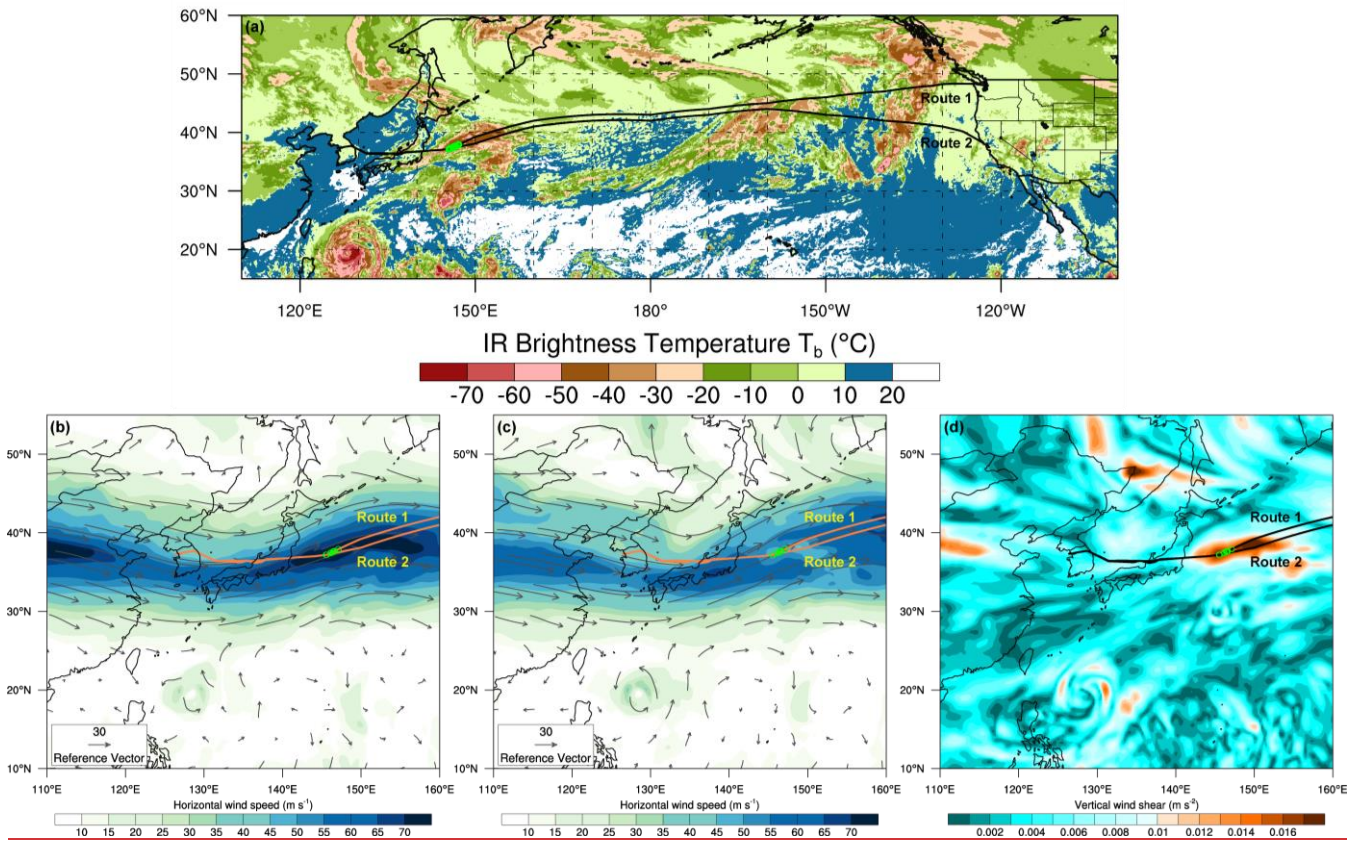 (a)
60°N
50°N
40°N
30°N
20°N
Route 1
Route 2
120°E 150°E 180° 150°W 120°W
IR Brightness Temperature Tb (°C)
-70 -60 -50 -40 -30 -20 -10 0 10 20
(b)
50°N
40°N
30°N
20°N
10°N
Route 1
Route 2
30
Reference Vector
110°E 120°E 130°E 140°E 150°E 160°E
Horizontal wind speed (m s-1)
10 15 25 30 35 40 45 50 55 60 65 70
(c)
50°N
40°N
30°N
20°N
10°N
Route 1
Route 2
30
Reference Vector
110°E 120°E 130°E 140°E 150°E 160°E
Horizontal wind speed (m s-1)
10 15 25 30 35 40 45 50 55 60 65 70
(d)
50°N
40°N
30°N
20°N
10°N
Route 1
Route 2
110°E 120°E 130°E 140°E 150°E 160°E
Vertical wind shear (m s-2)
0.002 0.004 0.006 0.008 0.01 0.012 0.014 0.016